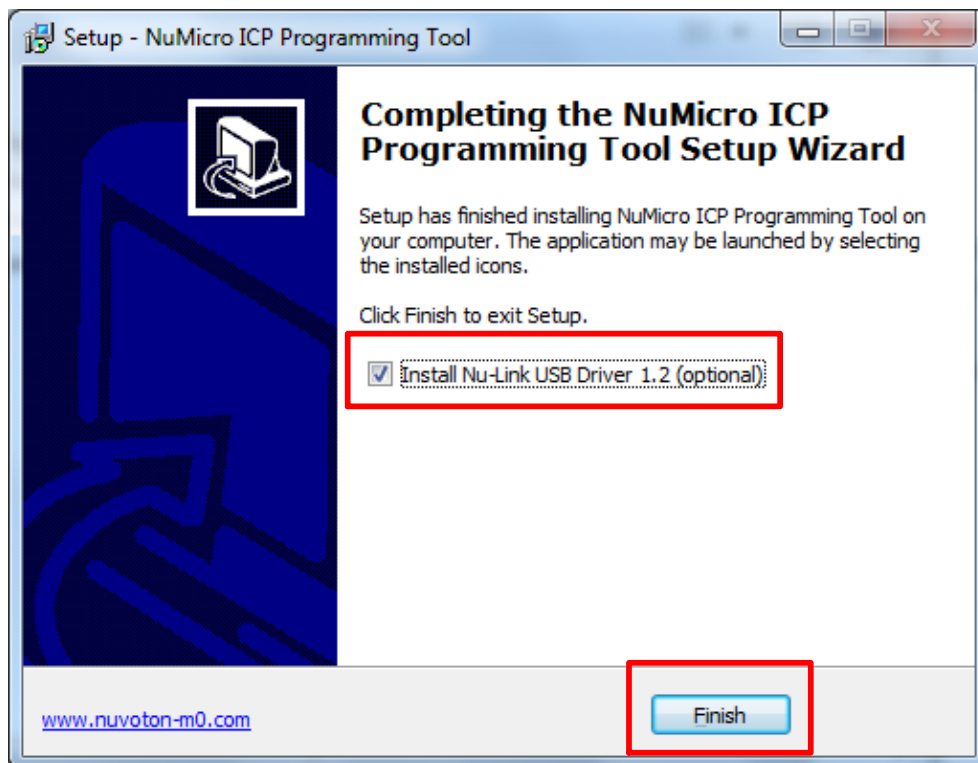 Setup - NuMicro ICP Programming Tool
Completing the NuMicro ICP
Programming Tool Setup Wizard
Setup has finished installing NuMicro ICP Programming Tool on
your computer. The application may be launched by selecting
the installed icons.
Click Finish to exit Setup.
Install Nu-Link USB Driver 1.2 (optional)
www.nuvoton-m0.com
Finish